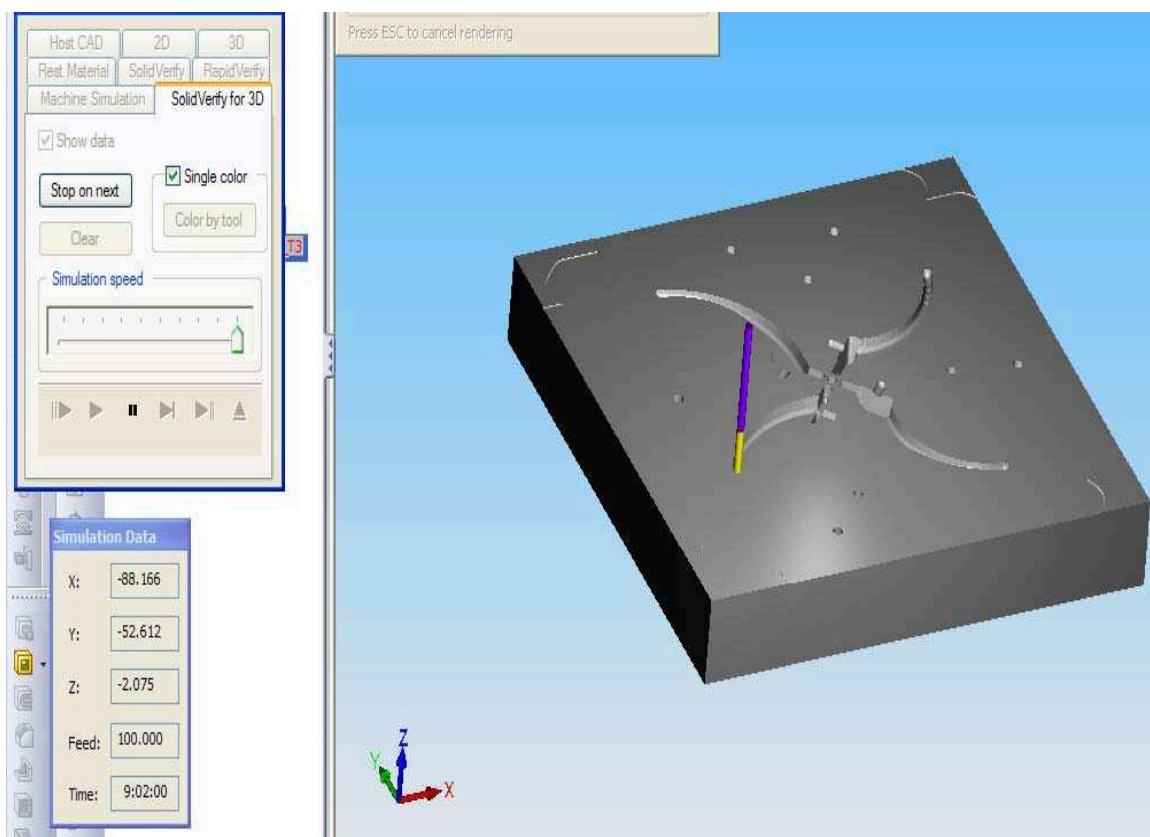 Press ESC to cancel rendering
Host CAD 2D 3D
Rest Material SolidVerify RapidVerify
Machine Simulation SolidVerify for 3D
Show data
Single color
Stop on next
Color by tool
Clear
T3
Simulation speed
Simulation Data
X: -88.166
Y: -52.612
Z: -2.075
Feed: 100.000
Time: 9:02:00
Z
Y
X